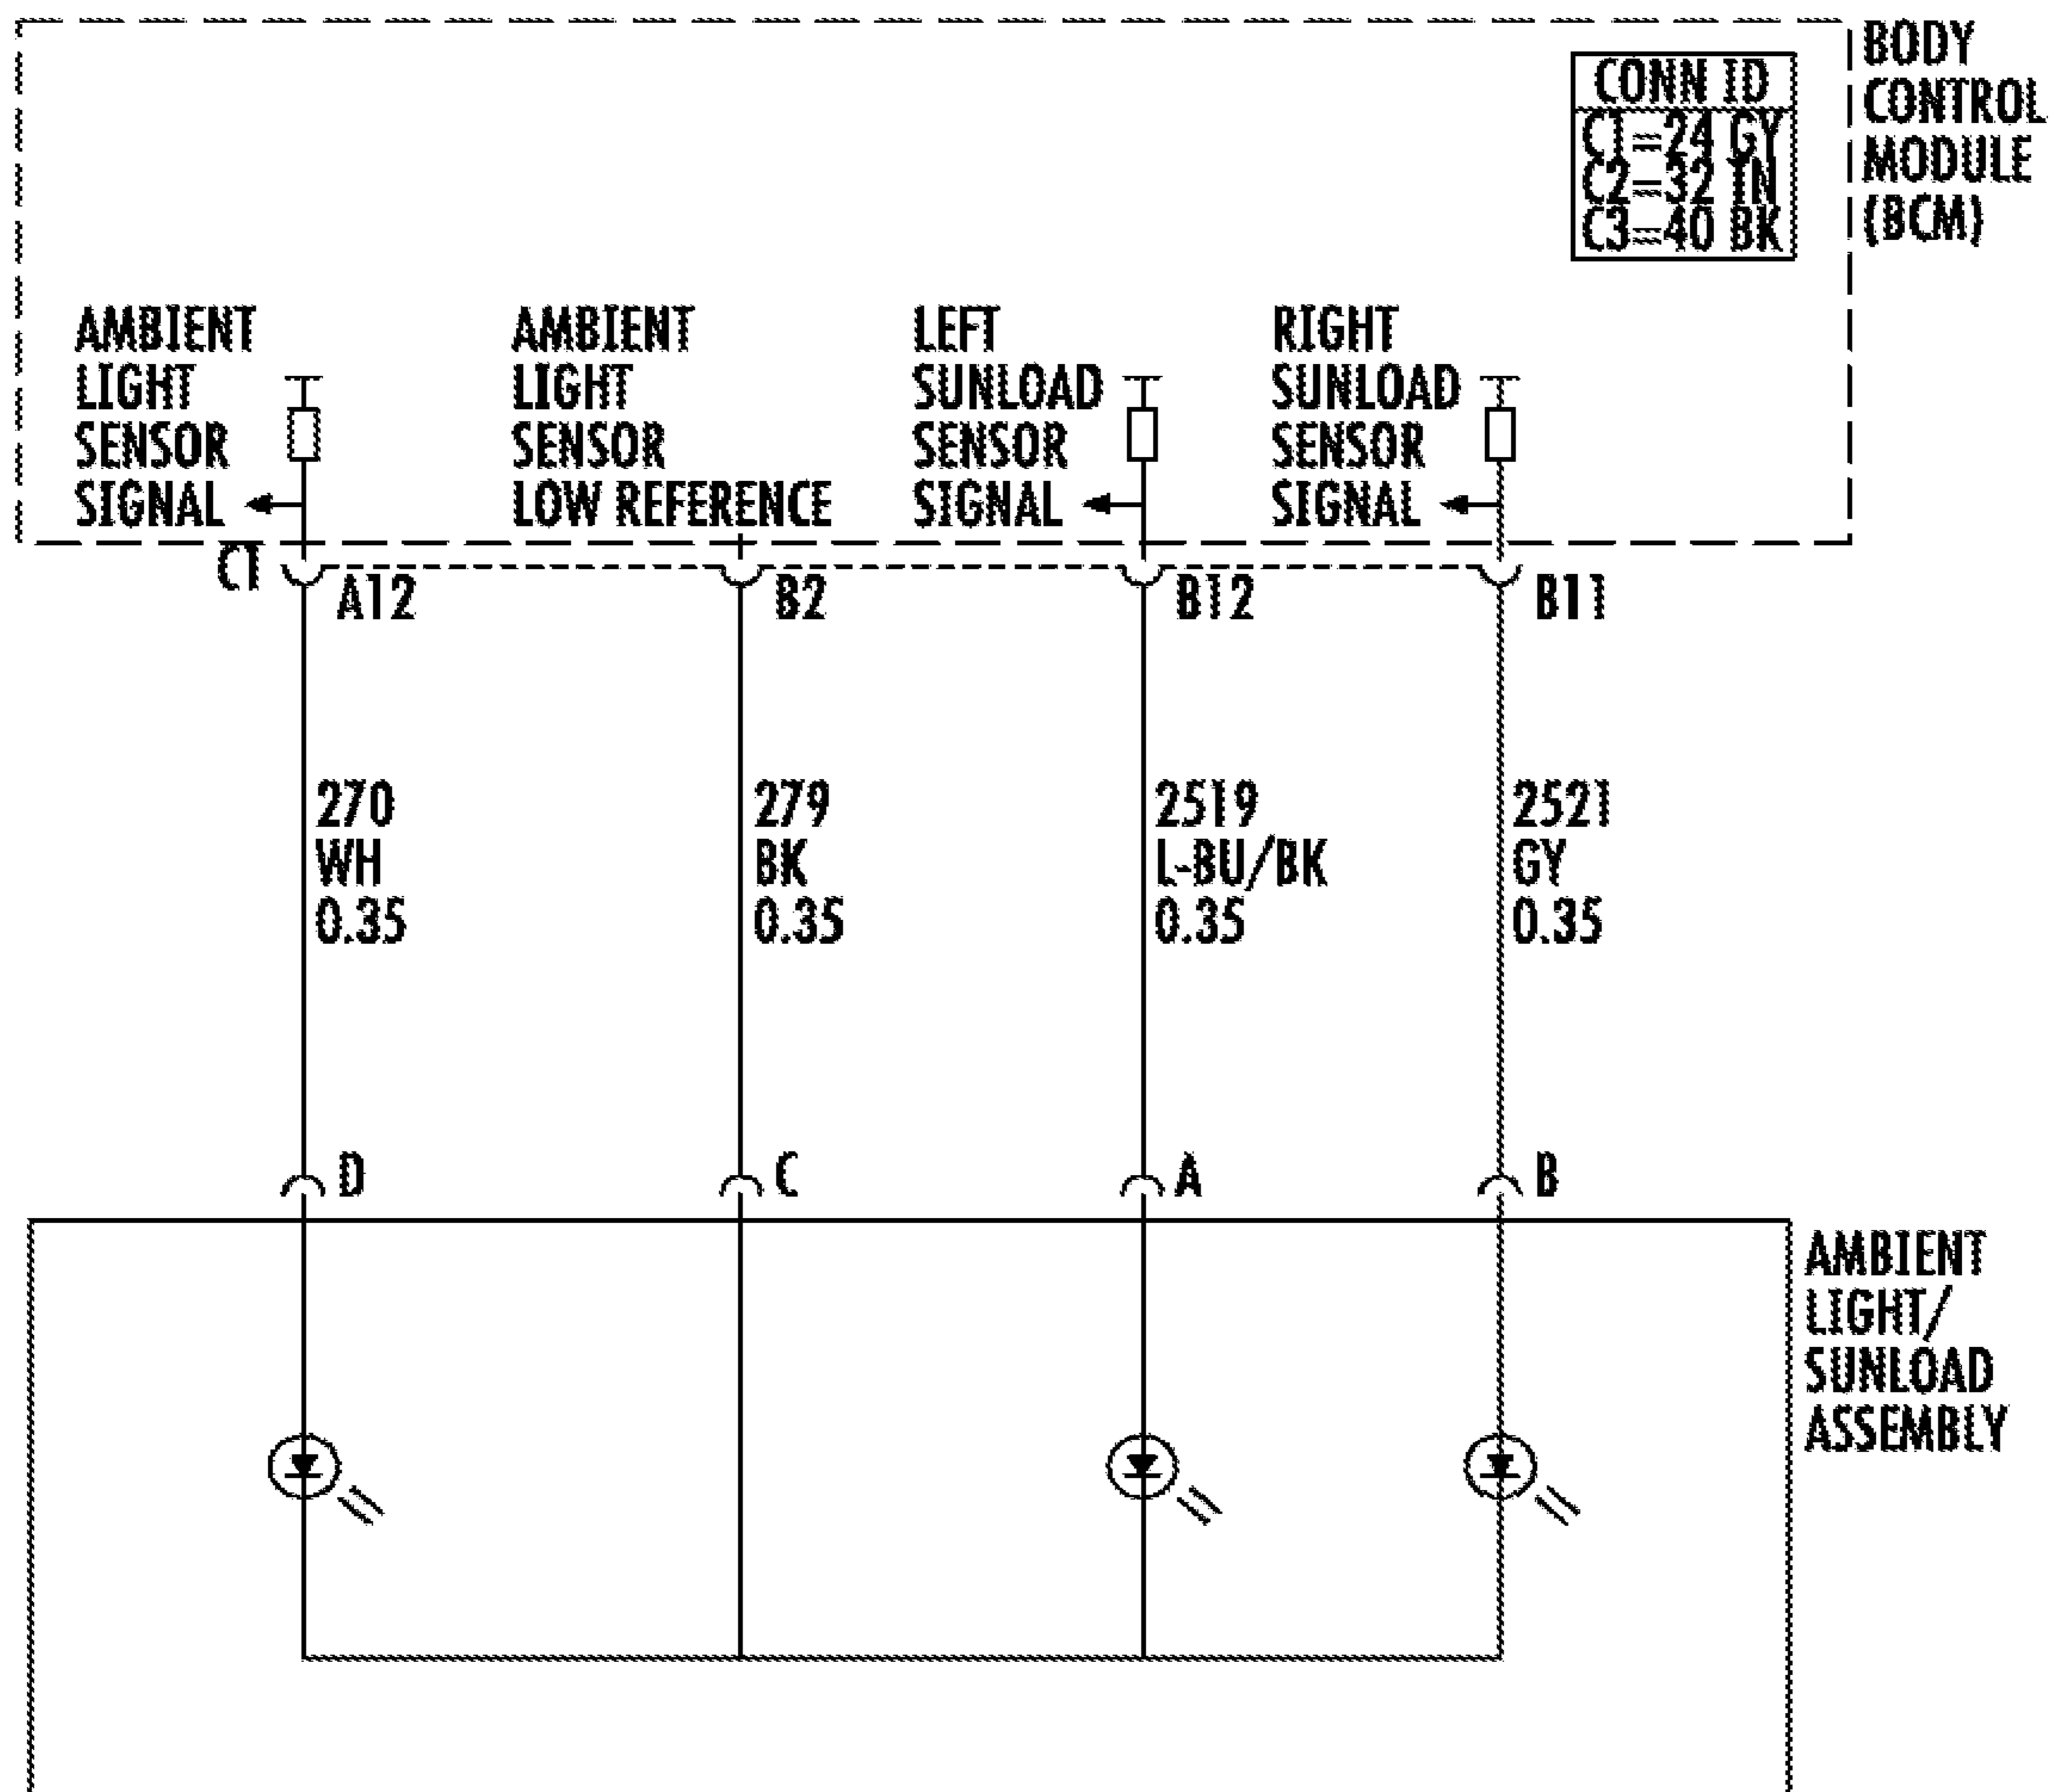 BODY
CONTROL
MODULE
(BCM)
CONN ID
C1=24 GY
C2=32 TN
C3=40 BK
AMBIENT
LIGHT
SENSOR
SIGNAL
AMBIENT
LIGHT
SENSOR
LOW REFERENCE
LEFT
SUNLOAD
SENSOR
SIGNAL
RIGHT
SUNLOAD
SENSOR
SIGNAL
C1
A12
B2
B12
B11
270
WH
0.35
279
BK
0.35
2519
L-BU/BK
0.35
2521
GY
0.35
D
C
A
B
AMBIENT
LIGHT/
SUNLOAD
ASSEMBLY